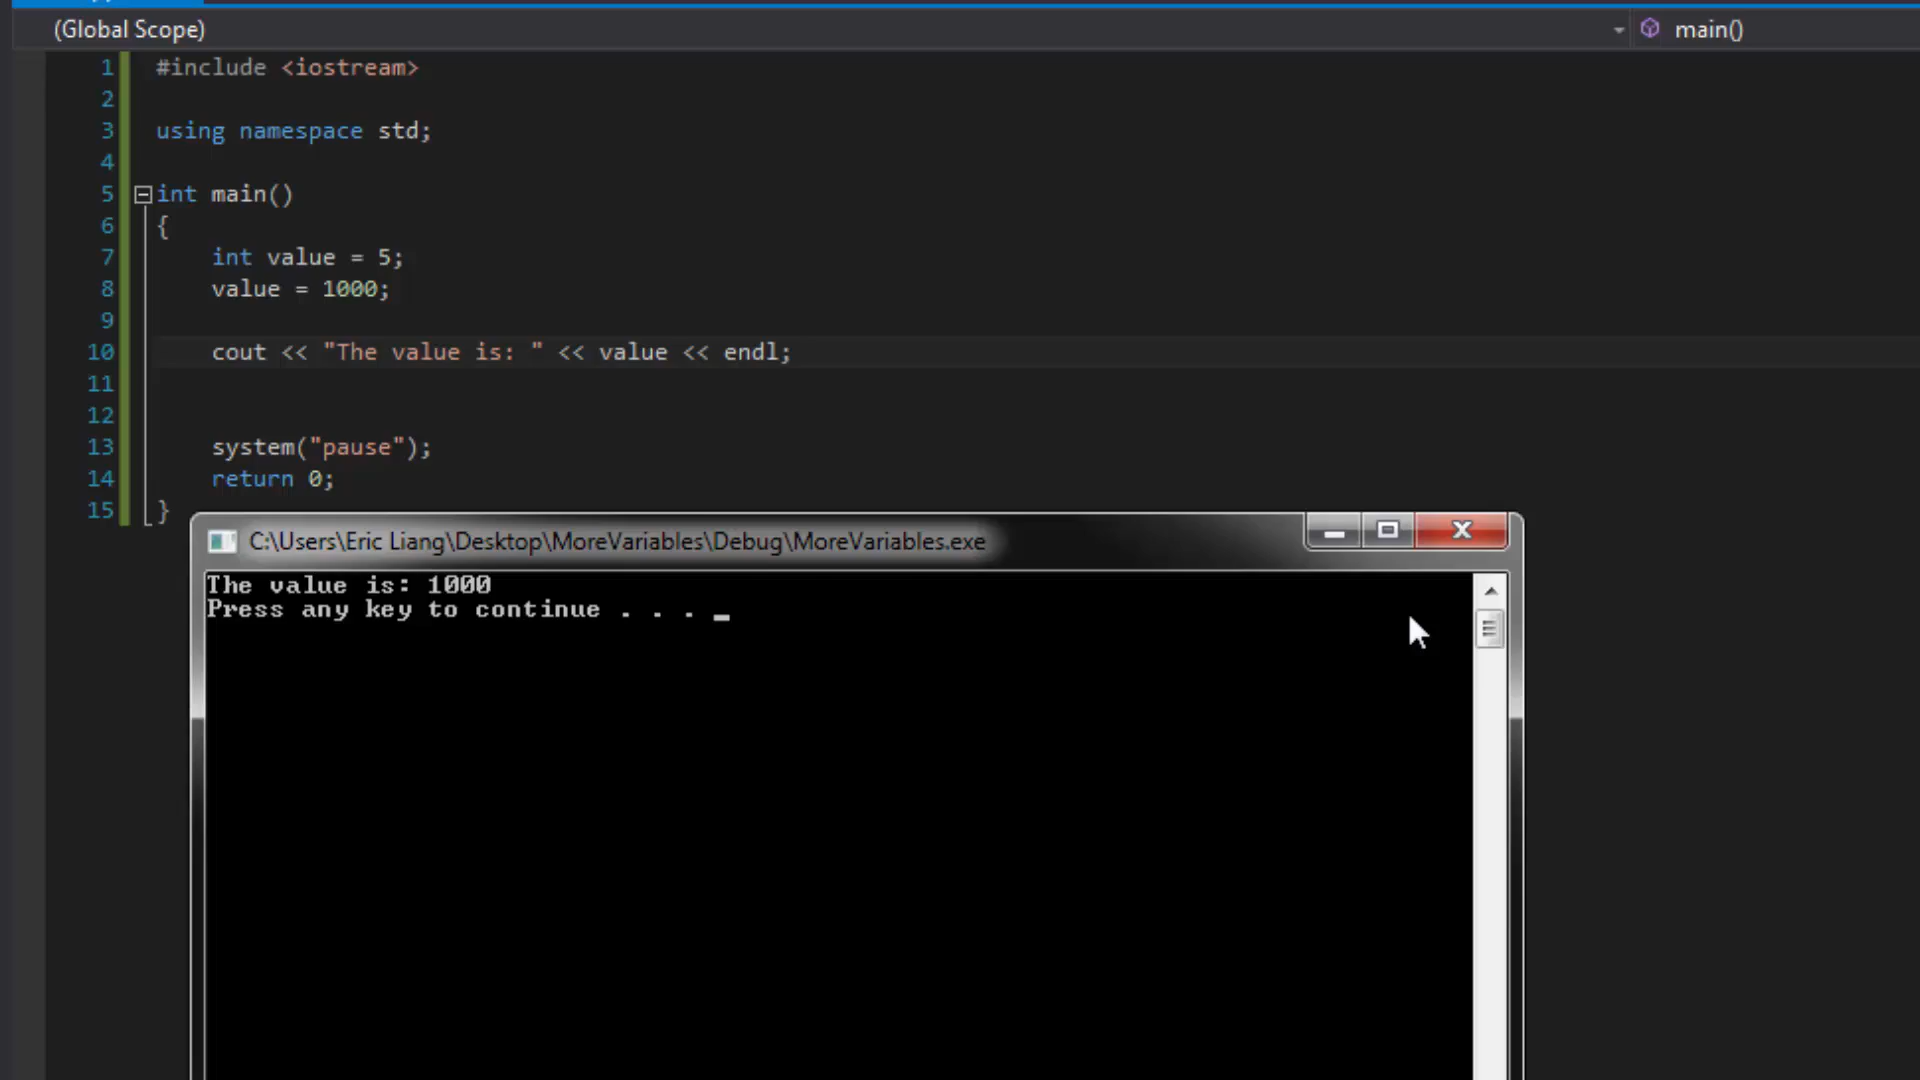 (Global Scope) main()
1 #include <iostream>
2
3 using namespace std;
4
5 int main()
6 {
7 int value = 5;
8 value = 1000;
9
10 cout << "The value is: " << value << endl;
11
12
13 system("pause");
14 return 0;
15 }
C:\Users\Eric Liang\Desktop\MoreVariables\Debug\MoreVariables.exe
The value is: 1000
Press any key to continue . . . _